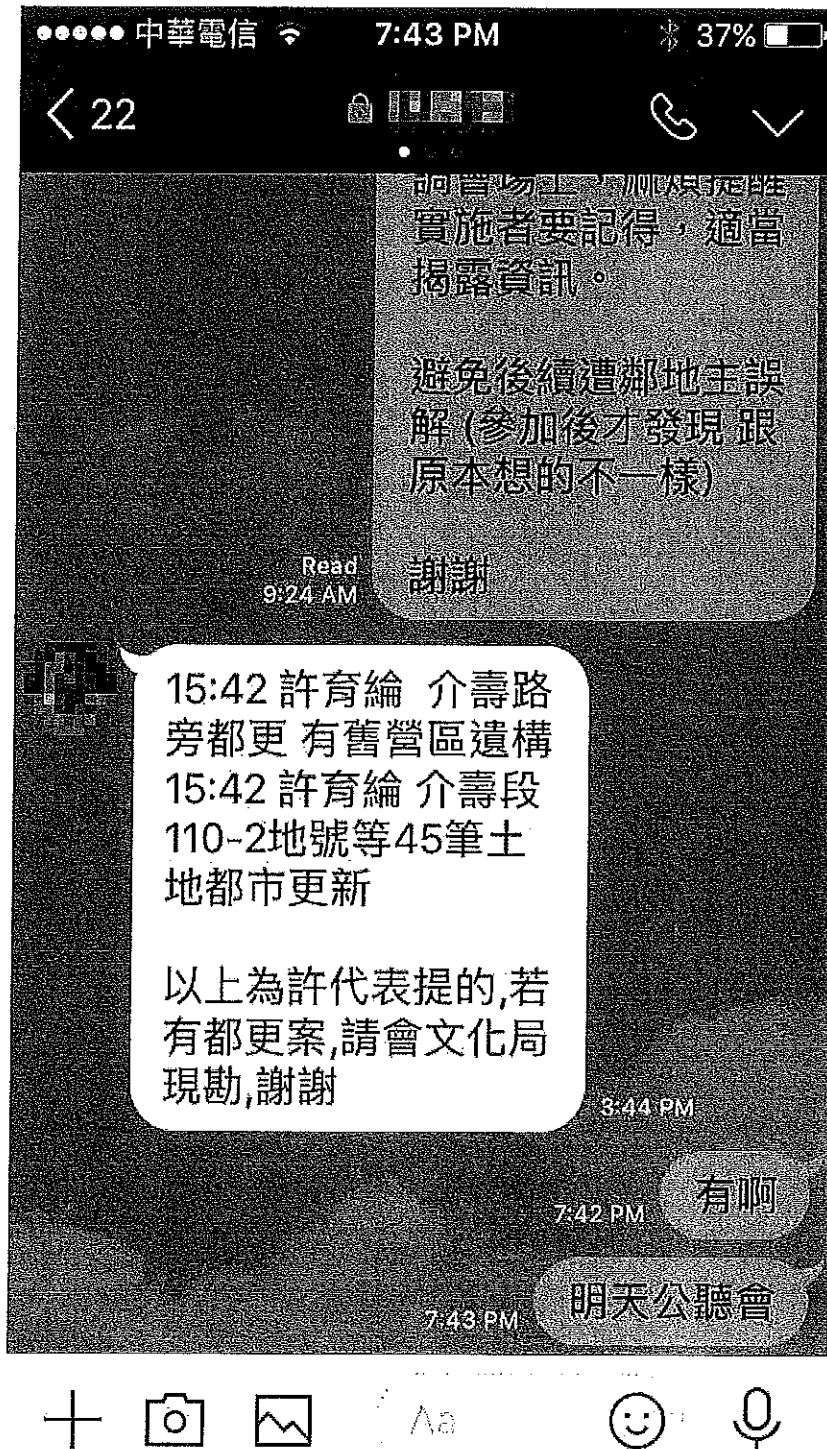 中華電信 7:43 PM 37%
22
實施者要記得，適當
揭露資訊。
避免後續遭鄰地主誤
解 (參加後才發現 跟
原本想的不一樣)
謝謝
Read
9:24 AM
15:42 許育綸 介壽路
旁都更 有舊營區遺構
15:42 許育綸 介壽段
110-2地號等45筆土
地都市更新
以上為許代表提的,若
有都更案,請會文化局
現勘,謝謝
3:44 PM
有啊
7:42 PM
明天公聽會
7:43 PM
Aa